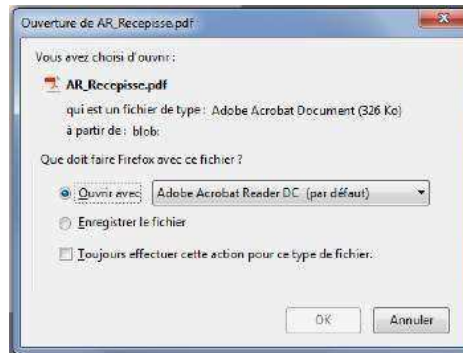 Ouverture de AR_Recepisse.pdf
Vous avez choisi d'ouvrir :
AR_Recepisse.pdf
qui est un fichier de type : Adobe Acrobat Document (326 Ko)
à partir de : blob:
Que doit faire Firefox avec ce fichier ?
Ouvrir avec Adobe Acrobat Reader DC (par défaut)
Enregistrer le fichier
Toujours effectuer cette action pour ce type de fichier.
OK Annuler